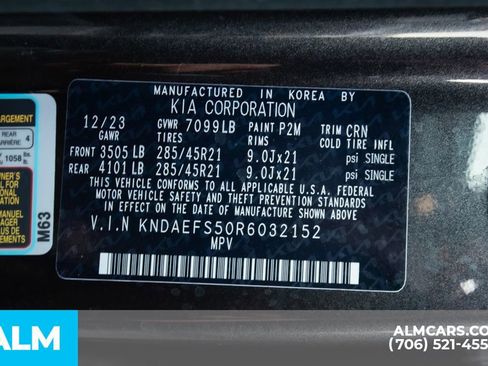 MANUFACTURED IN KOREA BY
KIA CORPORATION
12/23 GVWR 7099LB PAINT P2M TRIM CRN
GAWR TIRES RIMS COLD TIRE INFL
FRONT 3505 LB 285/45R21 9.0Jx21 psi SINGLE
REAR 4101 LB 285/45R21 9.0Jx21 psi SINGLE
THIS VEHICLE CONFORMS TO ALL APPLICABLE U.S.A. FEDERAL
MOTOR VEHICLE SAFETY AND THEFT PREVENTION STANDARDS
IN EFFECT ON THE DATE OF MANUFACTURE SHOWN ABOVE.
V.I.N KNDAEFS50R6032152
MPV
REAR
4
1058
M63
ALM
ALMCARS.CO
(706) 521-455